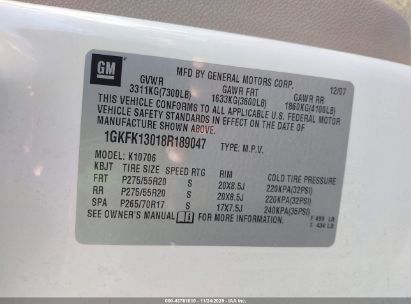 GM
MFD BY GENERAL MOTORS CORP. 12/07
GVWR GAWR FRT GAWR RR
3311KG(7300LB) 1633KG(3600LB) 1860KG(4100LB)
THIS VEHICLE CONFORMS TO ALL APPLICABLE U.S. FEDERAL MOTOR
VEHICLE SAFETY STANDARDS IN EFFECT ON THE DATE OF
MANUFACTURE SHOWN ABOVE.
1GKFK13018R189047 TYPE: M.P.V.
MODEL: K10706
KBJT TIRE SIZE SPEED RTG RIM COLD TIRE PRESSURE
FRT P275/55R20 S 20X8.5J 220KPA(32PSI)
RR P275/55R20 S 20X8.5J 220KPA(32PSI)
SPA P265/70R17 S 17X7.5J 240KPA(35PSI)
SEE OWNER'S MANUAL FOR MORE INFORMATION.